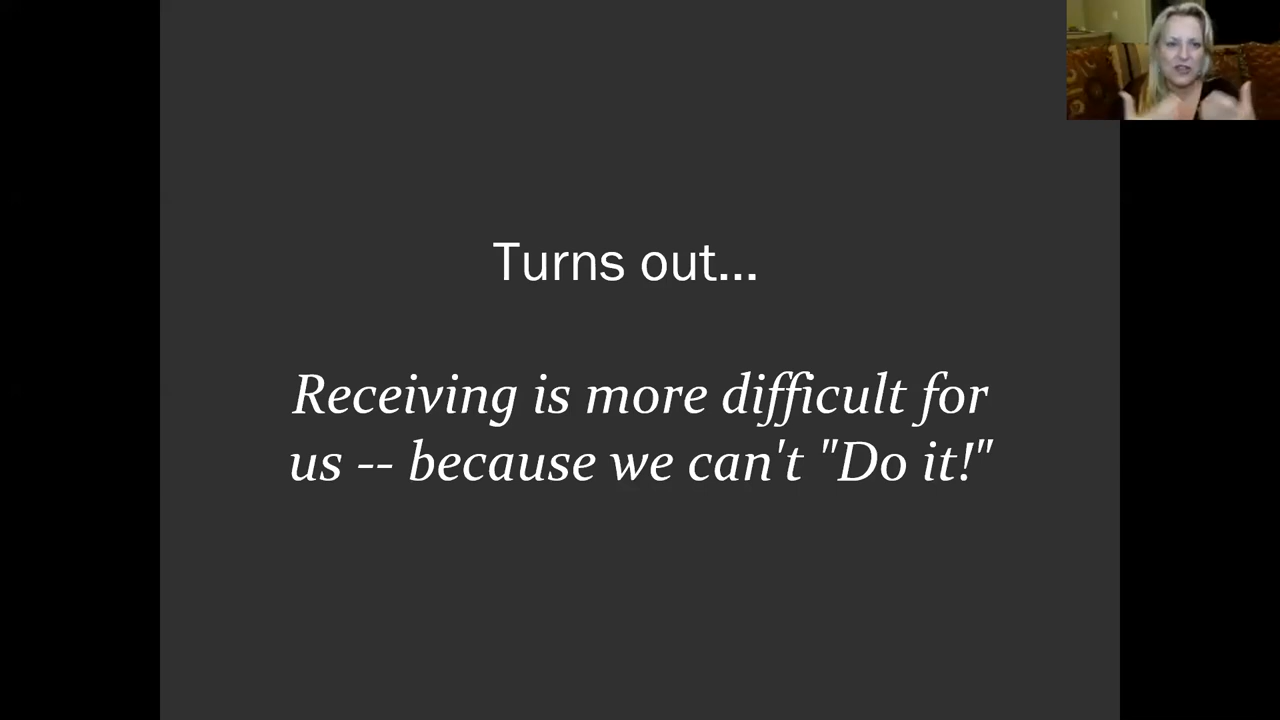 Turns out...
Receiving is more difficult for
us -- because we can't "Do it!"